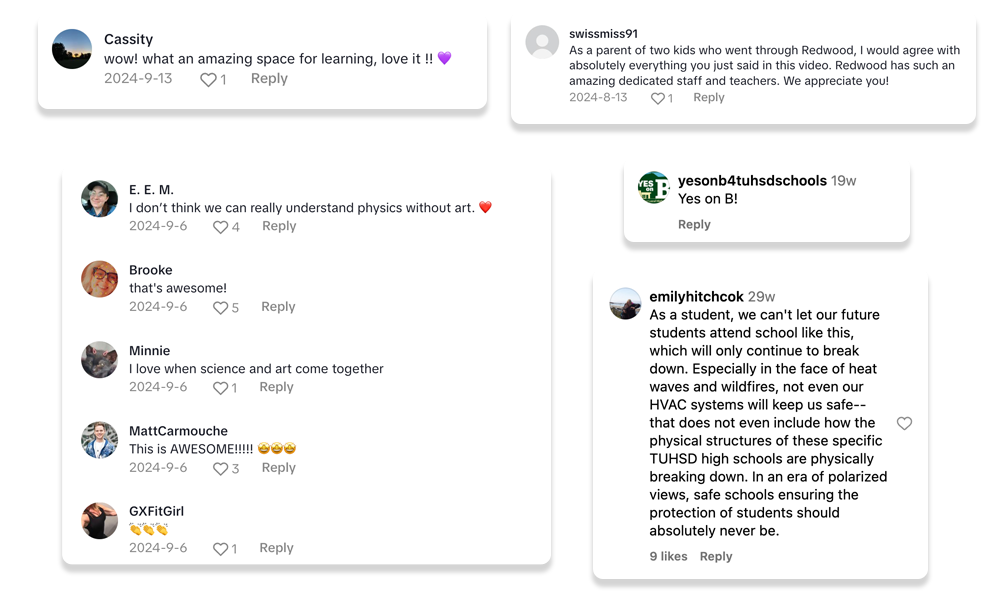 Cassity
wow! what an amazing space for learning, love it !! 💜
2024-9-13 1 Reply
swissmiss91
As a parent of two kids who went through Redwood, I would agree with
absolutely everything you just said in this video. Redwood has such an
amazing dedicated staff and teachers. We appreciate you!
2024-8-13 1 Reply
E. E. M.
I don’t think we can really understand physics without art. ❤️
2024-9-6 4 Reply
Brooke
that's awesome!
2024-9-6 5 Reply
Minnie
I love when science and art come together
2024-9-6 1 Reply
MattCarmouche
This is AWESOME!!!!! 🤩🤩🤩
2024-9-6 3 Reply
GXFitGirl
👏👏👏
2024-9-6 1 Reply
YES
on
B
yesonb4tuhsdschools 19w
Yes on B!
Reply
emilyhitchcok 29w
As a student, we can't let our future
students attend school like this,
which will only continue to break
down. Especially in the face of heat
waves and wildfires, not even our
HVAC systems will keep us safe--
that does not even include how the
physical structures of these specific
TUHSD high schools are physically
breaking down. In an era of polarized
views, safe schools ensuring the
protection of students should
absolutely never be.
9 likes Reply